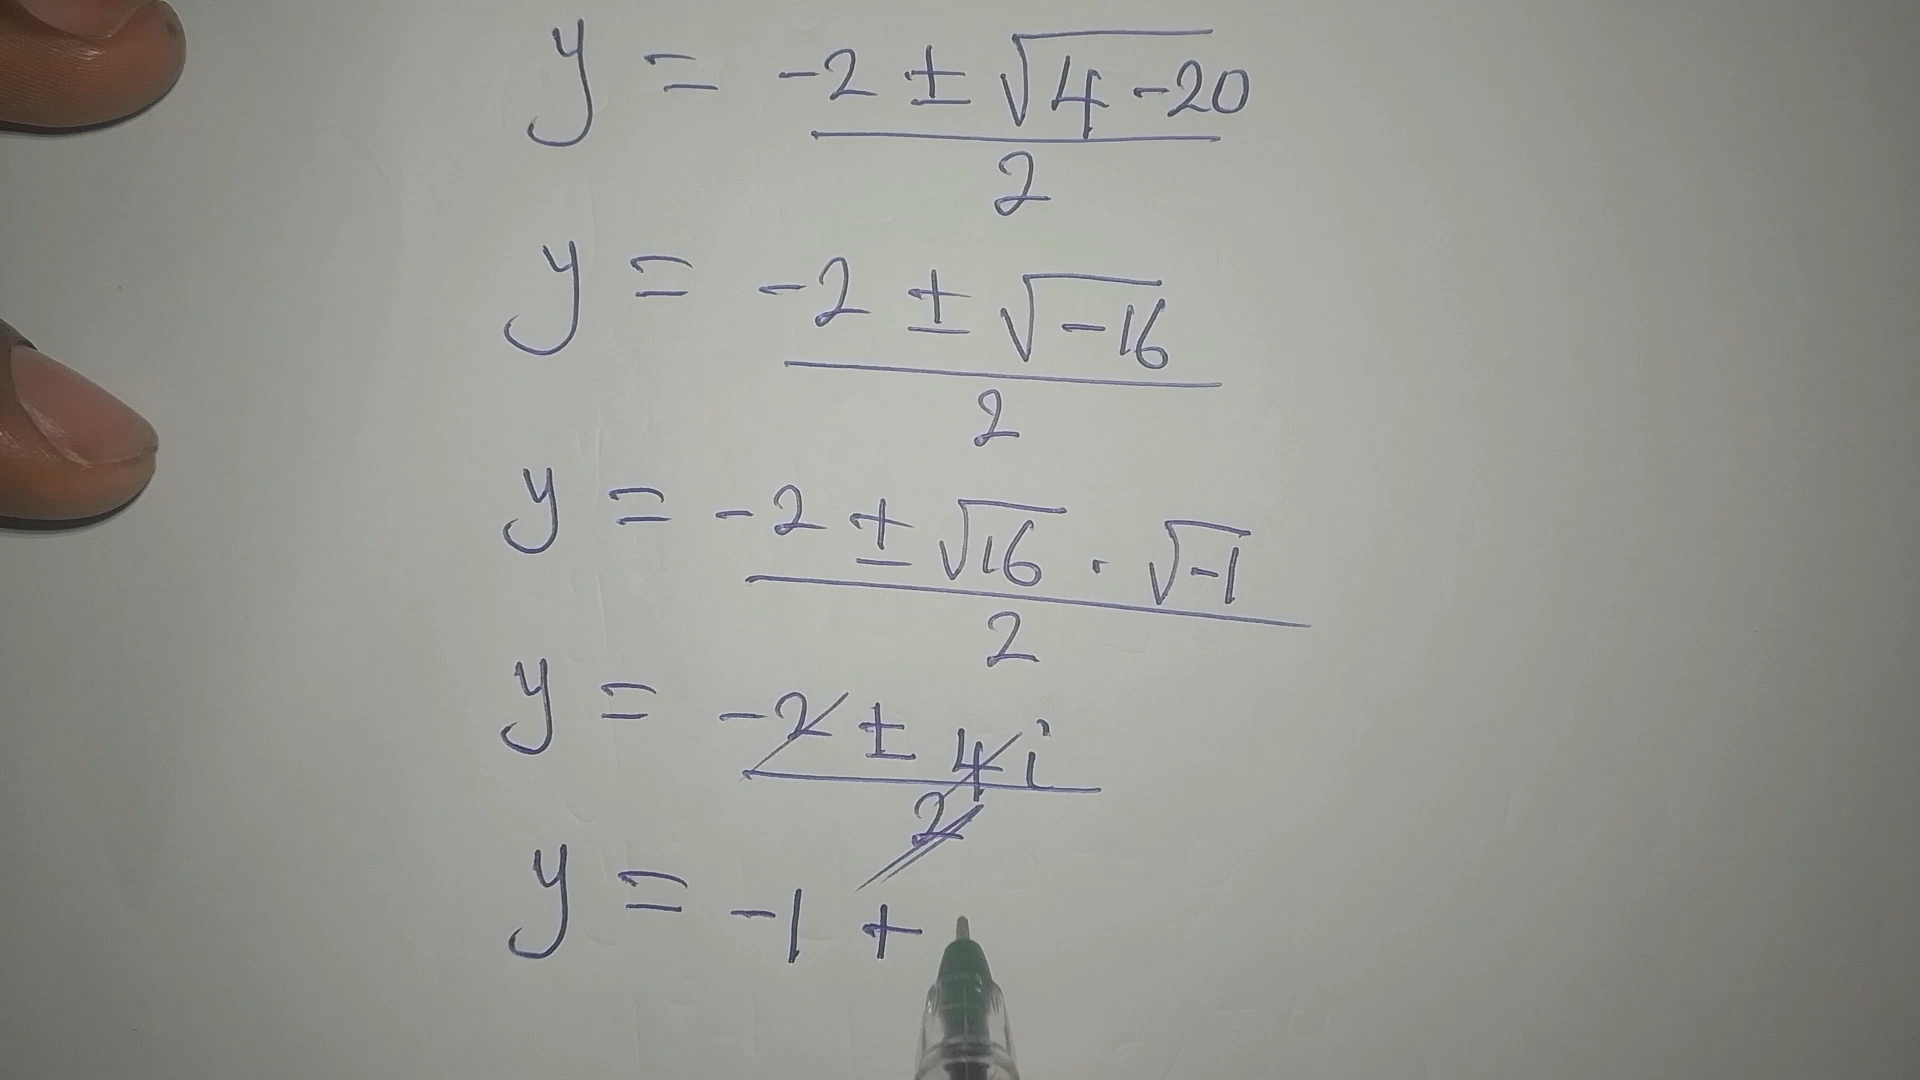 y = -2 ± √4-20 / 2
y = -2 ± √-16 / 2
y = -2 ± √16 . √-1 / 2
y = -2 ± 4i / 2
y = -1 +